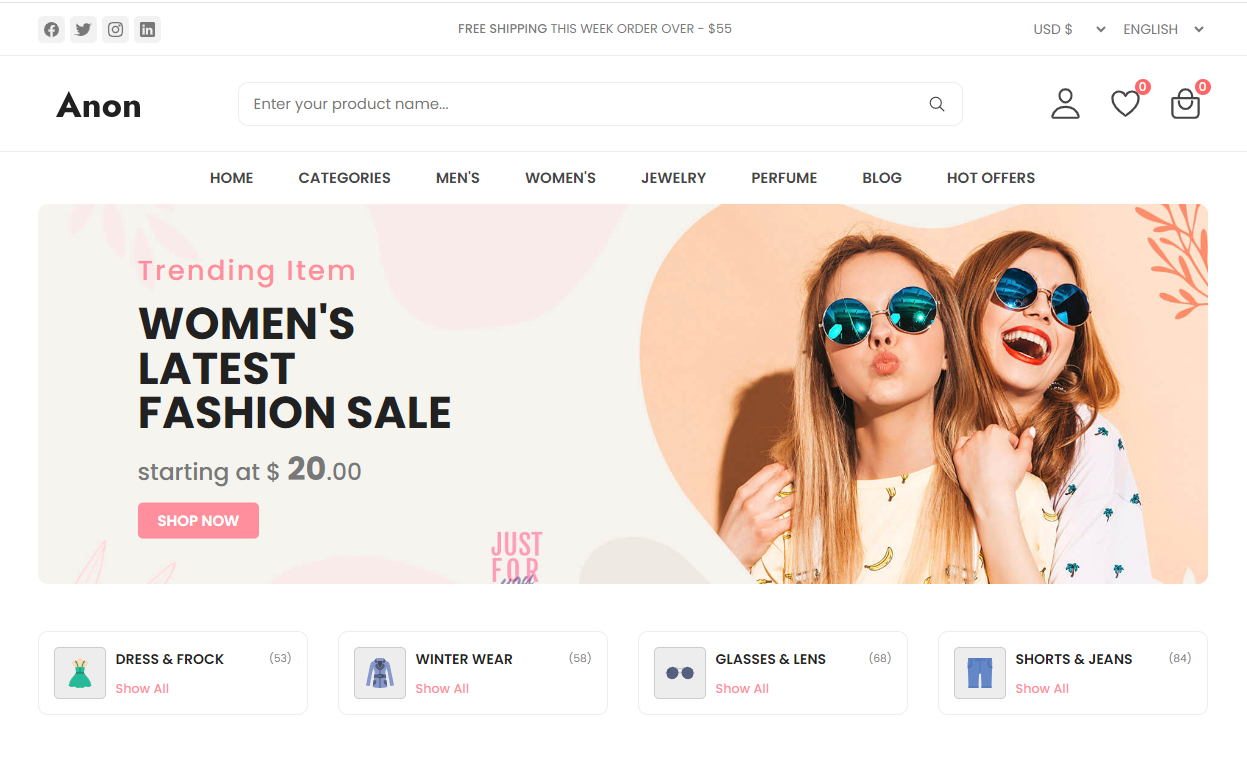 FREE SHIPPING THIS WEEK ORDER OVER - $55
USD $
ENGLISH
Anon
Enter your product name...
0
0
HOME
CATEGORIES
MEN'S
WOMEN'S
JEWELRY
PERFUME
BLOG
HOT OFFERS
Trending Item
WOMEN'S
LATEST
FASHION SALE
starting at $ 20.00
SHOP NOW
JUST
FOR
you
DRESS & FROCK
(53)
Show All
WINTER WEAR
(58)
Show All
GLASSES & LENS
(68)
Show All
SHORTS & JEANS
(84)
Show All